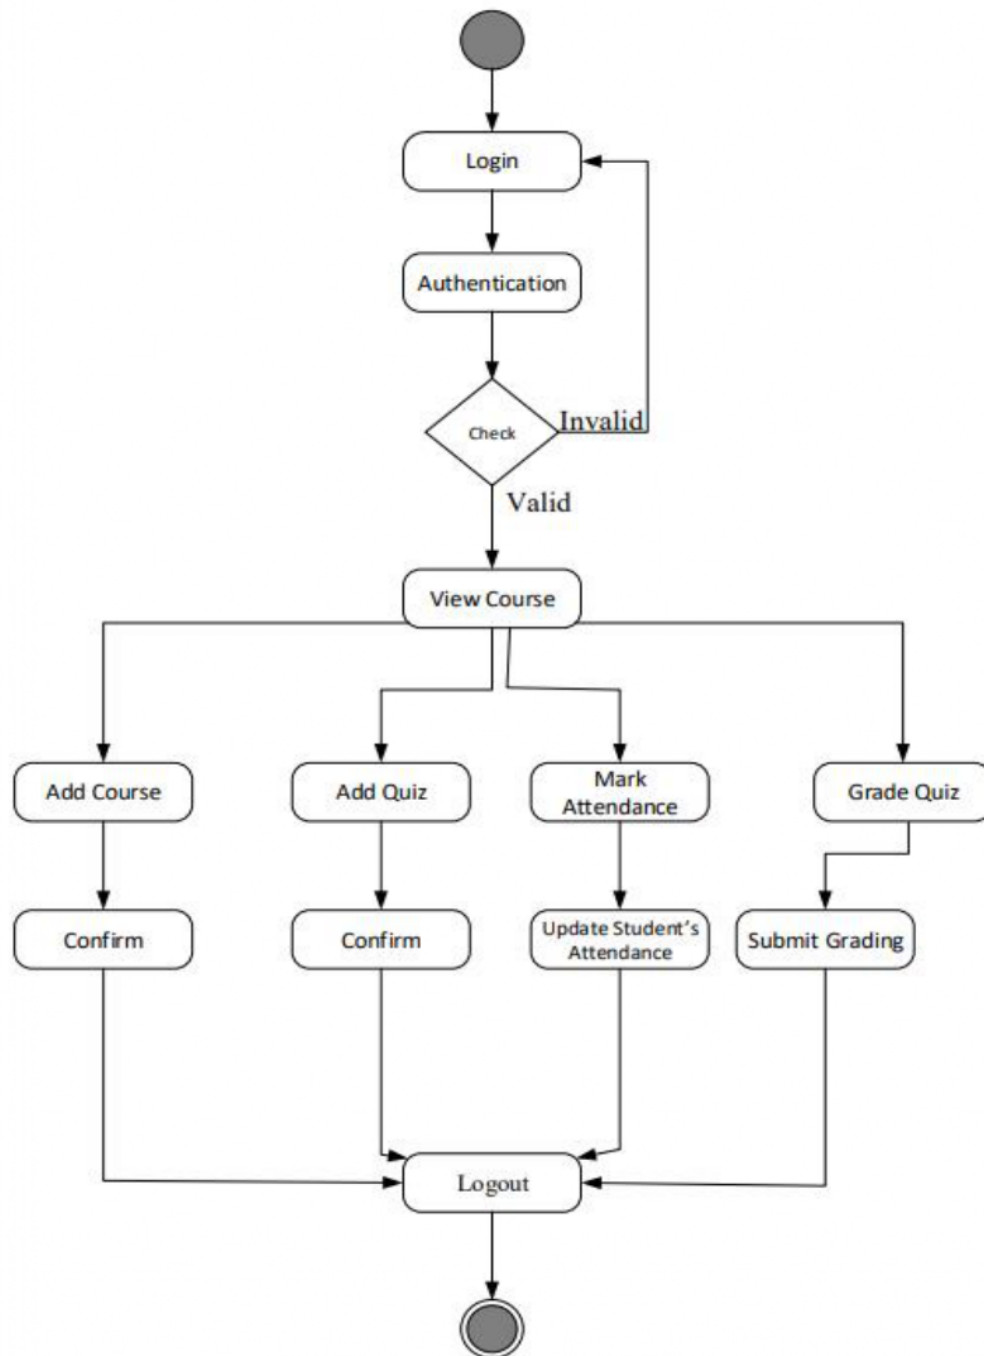 Login
Authentication
Check
Invalid
Valid
View Course
Add Course
Add Quiz
Mark
Attendance
Grade Quiz
Confirm
Confirm
Update Student’s
Attendance
Submit Grading
Logout